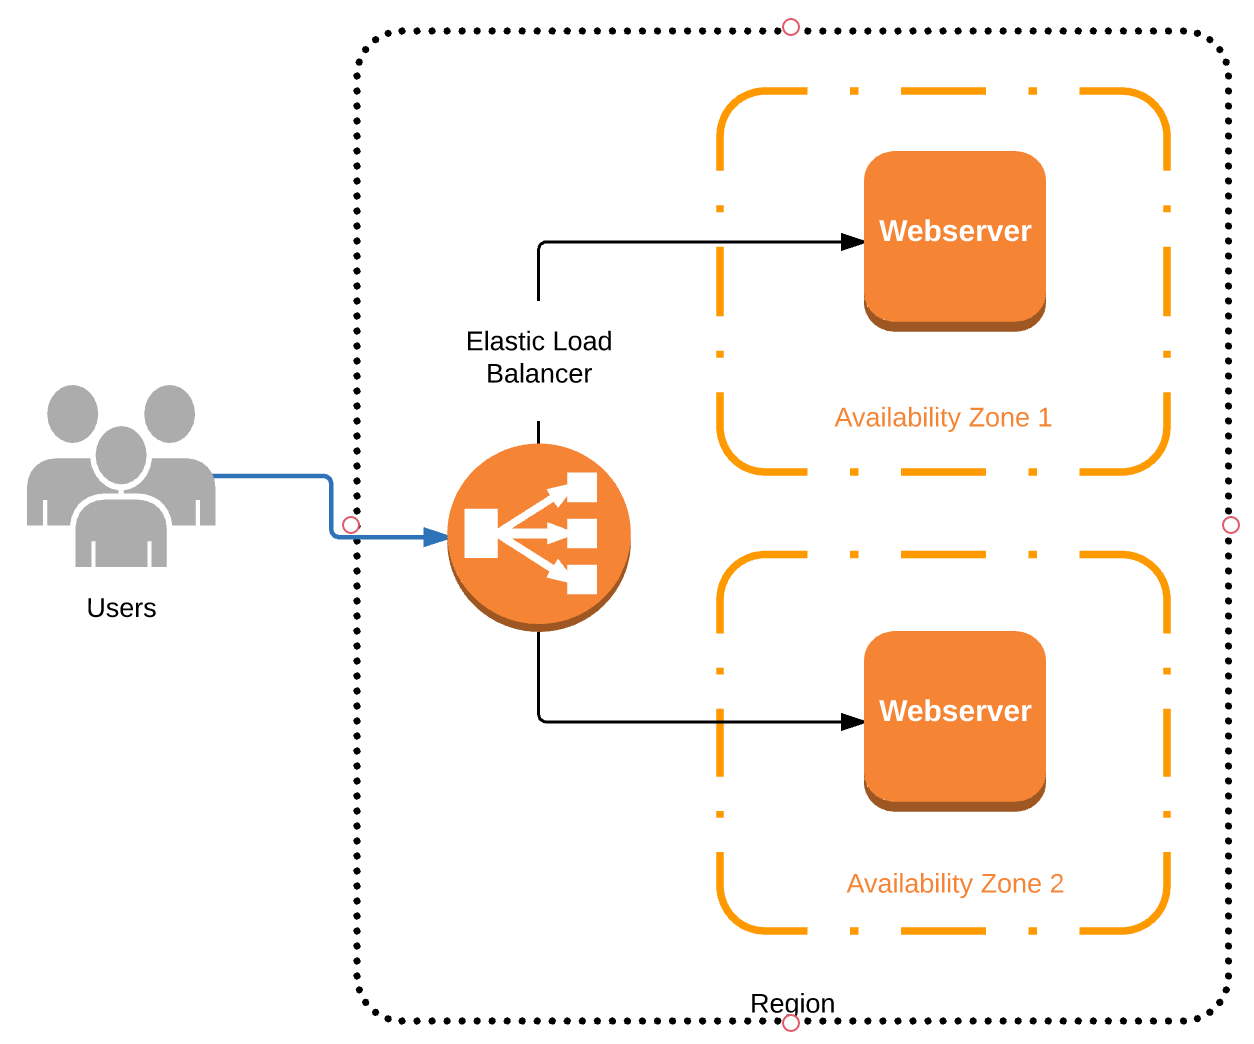 Webserver
Elastic Load
Balancer
Availability Zone 1
Users
Webserver
Availability Zone 2
Region